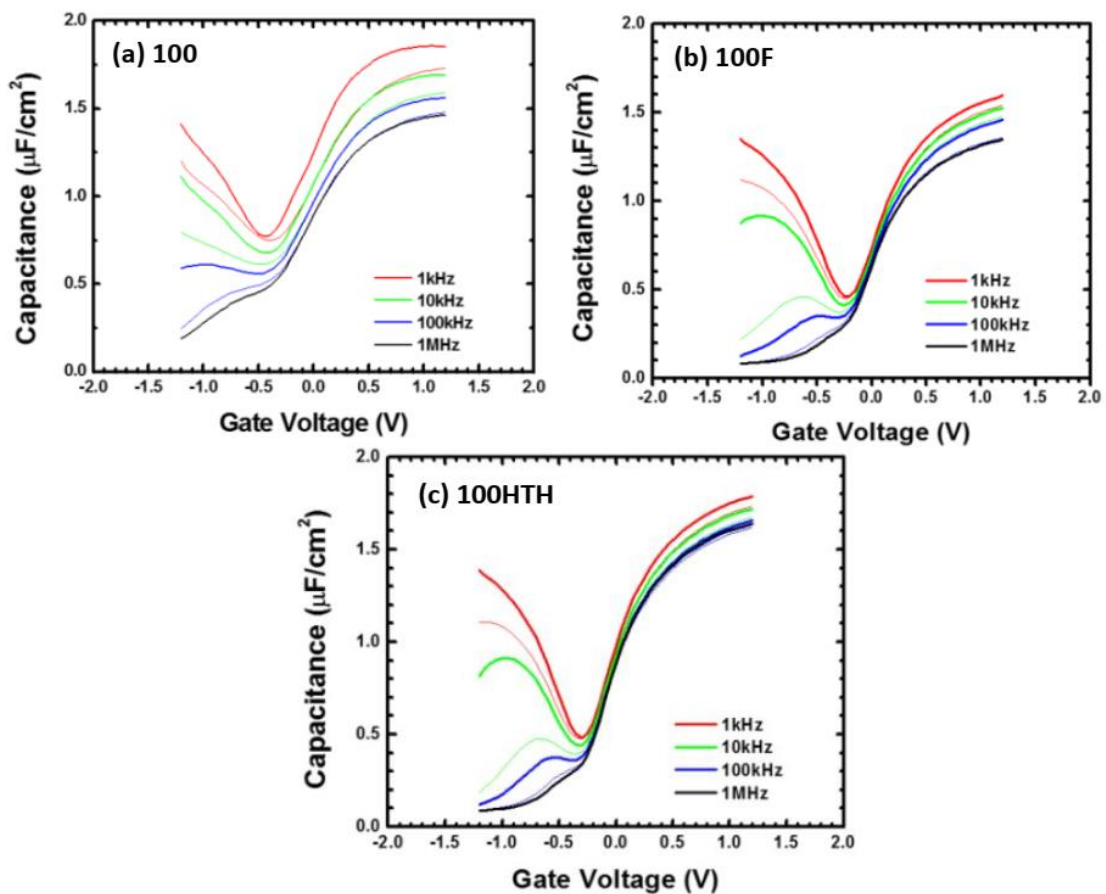 (a) 100
2.0
1.5
1.0
0.5
0.0
Capacitance (μF/cm²)
1kHz
10kHz
100kHz
1MHz
-2.0 -1.5 -1.0 -0.5 0.0 0.5 1.0 1.5 2.0
Gate Voltage (V)
(b) 100F
2.0
1.5
1.0
0.5
0.0
Capacitance (μF/cm²)
1kHz
10kHz
100kHz
1MHz
-2.0 -1.5 -1.0 -0.5 0.0 0.5 1.0 1.5 2.0
Gate Voltage (V)
(c) 100HTH
2.0
1.5
1.0
0.5
0.0
Capacitance (μF/cm²)
1kHz
10kHz
100kHz
1MHz
-2.0 -1.5 -1.0 -0.5 0.0 0.5 1.0 1.5 2.0
Gate Voltage (V)